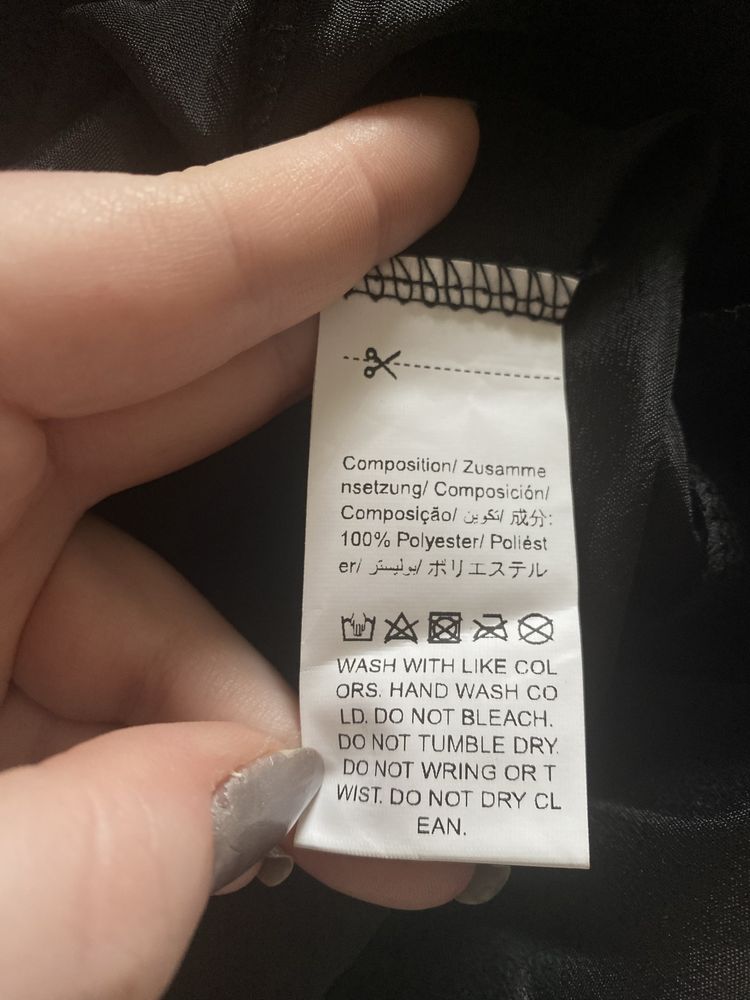 Composition/ Zusamme
nsetzung/ Composición/
Composição/ تكوين/ 成分:
100% Polyester/ Poliést
er/ بوليستر/ ポリエステル
WASH WITH LIKE COL
ORS. HAND WASH CO
LD. DO NOT BLEACH.
DO NOT TUMBLE DRY.
DO NOT WRING OR T
WIST. DO NOT DRY CL
EAN.